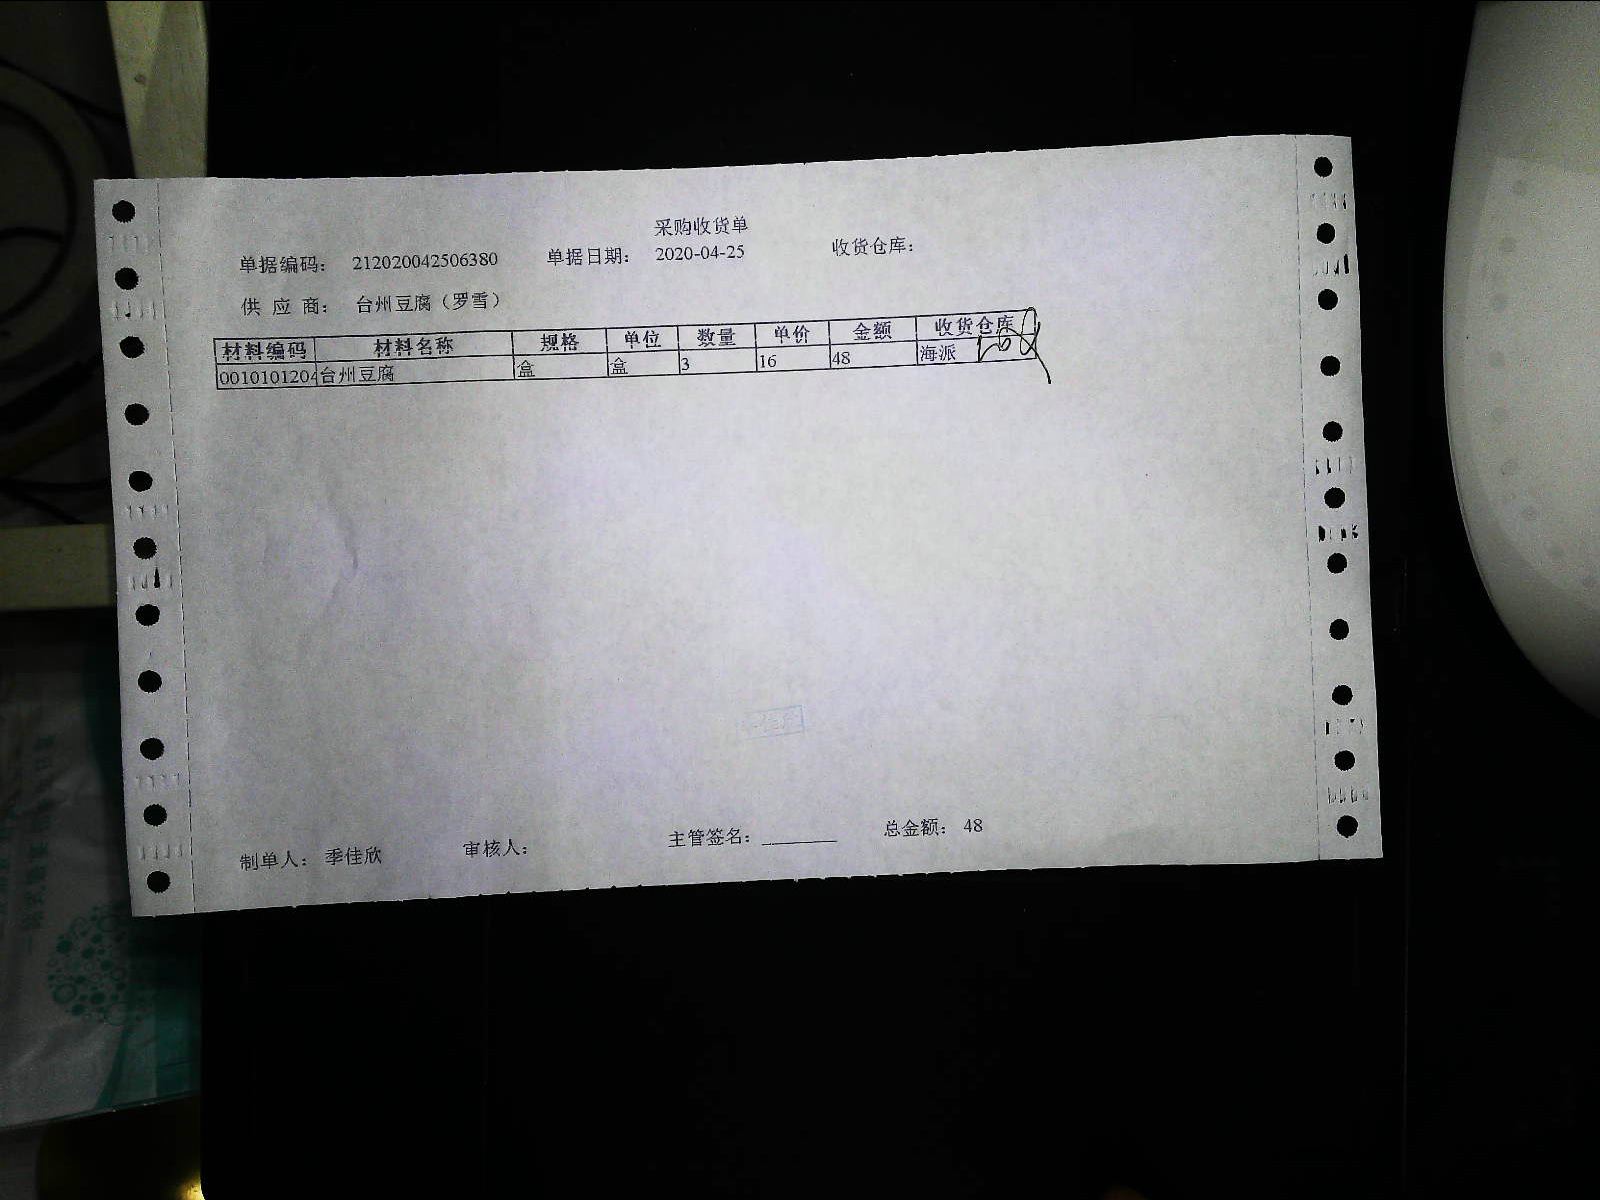 采购收货单
单据编码： 212020042506380 单据日期： 2020-04-25 收货仓库：
供 应 商： 台州豆腐（罗雪）
材料编码 材料名称 规格 单位 数量 单价 金额 收货仓库
0010101204 台州豆腐 盒 盒 3 16 48 海派
制单人： 季佳欣 审核人： 主管签名：________ 总金额： 48